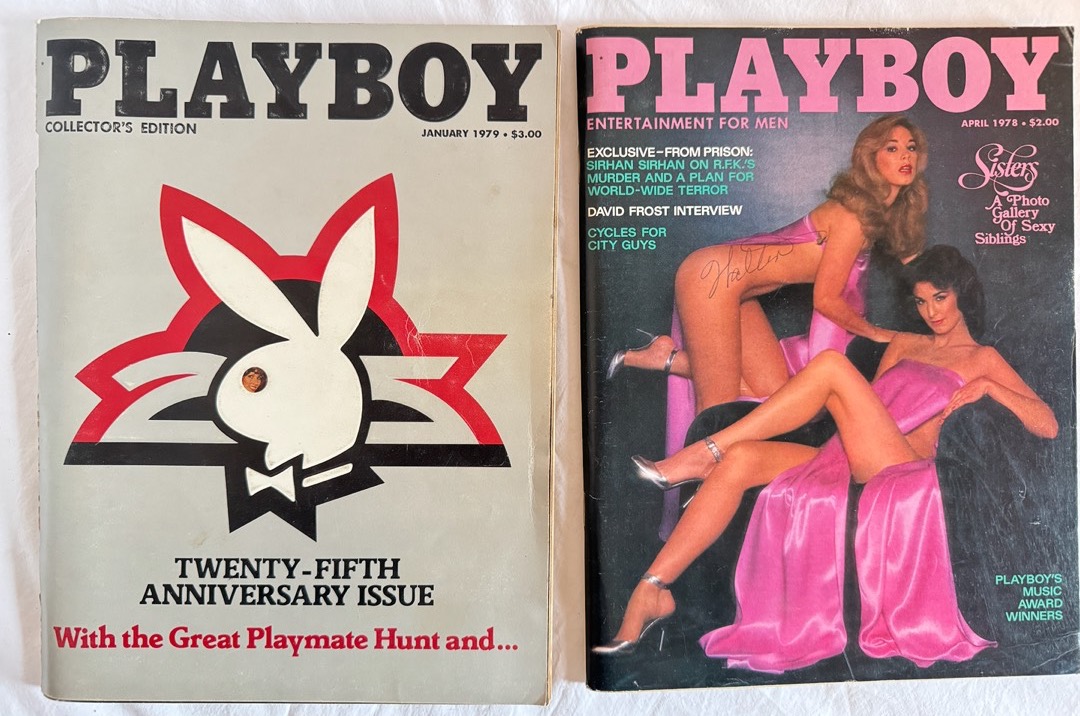 PLAYBOY
COLLECTOR'S EDITION
JANUARY 1979 • $3.00
TWENTY-FIFTH
ANNIVERSARY ISSUE
With the Great Playmate Hunt and...
PLAYBOY
ENTERTAINMENT FOR MEN
APRIL 1978 • $2.00
EXCLUSIVE—FROM PRISON:
SIRHAN SIRHAN ON R.F.K.'S
MURDER AND A PLAN FOR
WORLD-WIDE TERROR
DAVID FROST INTERVIEW
CYCLES FOR
CITY GUYS
Sisters
A Photo
Gallery
Of Sexy
Siblings
PLAYBOY'S
MUSIC
AWARD
WINNERS